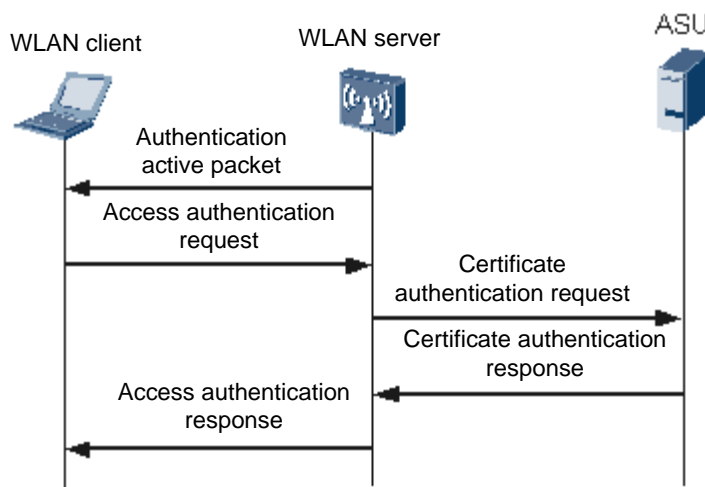 WLAN client
WLAN server
ASU
Authentication
active packet
Access authentication
request
Certificate
authentication request
Certificate authentication
response
Access authentication
response